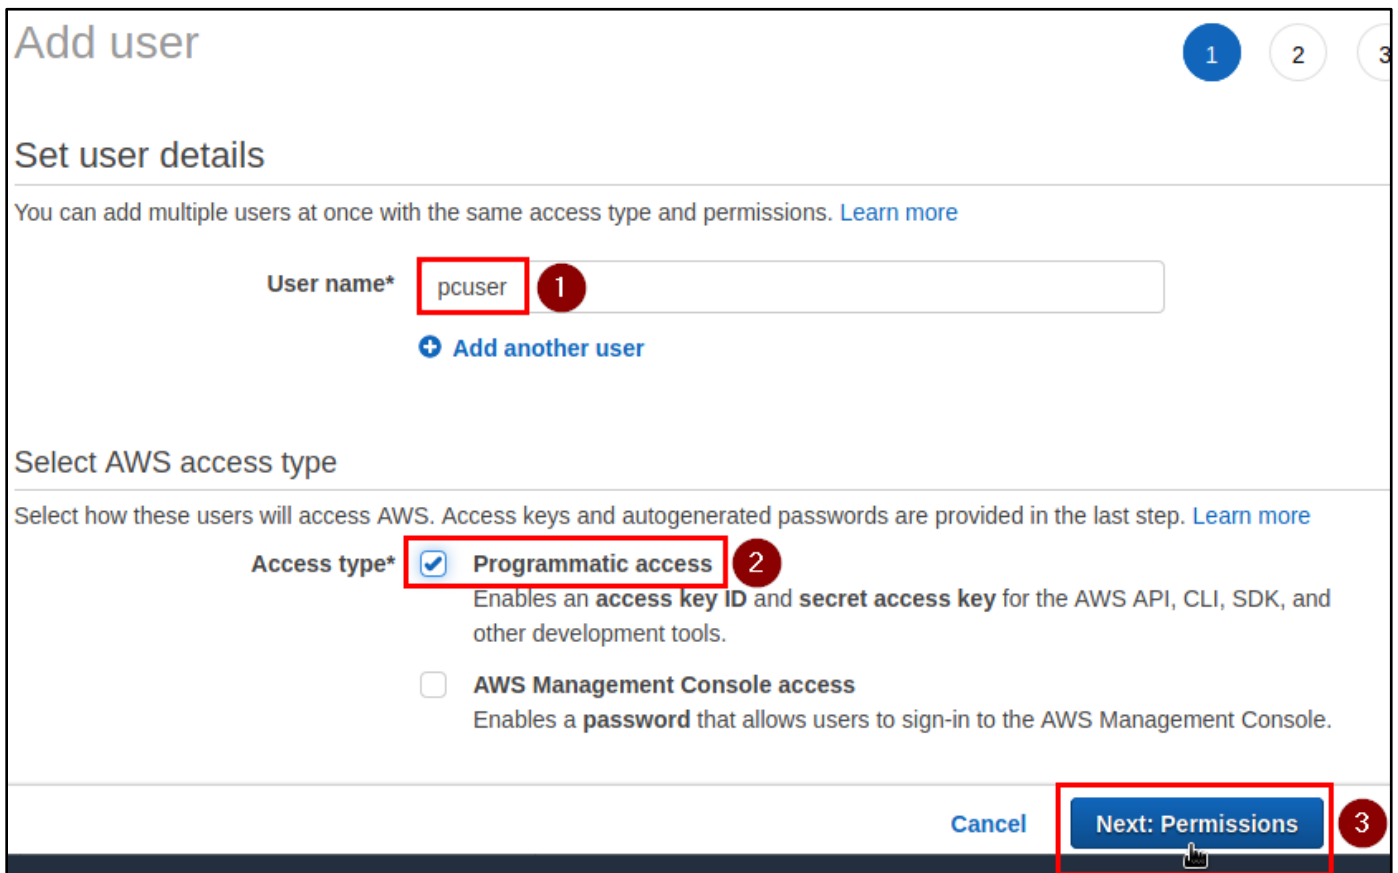 Add user
1 2 3
Set user details
You can add multiple users at once with the same access type and permissions. Learn more
User name* pcuser 1
Add another user
Select AWS access type
Select how these users will access AWS. Access keys and autogenerated passwords are provided in the last step. Learn more
Access type* Programmatic access 2
Enables an access key ID and secret access key for the AWS API, CLI, SDK, and
other development tools.
AWS Management Console access
Enables a password that allows users to sign-in to the AWS Management Console.
Cancel Next: Permissions 3